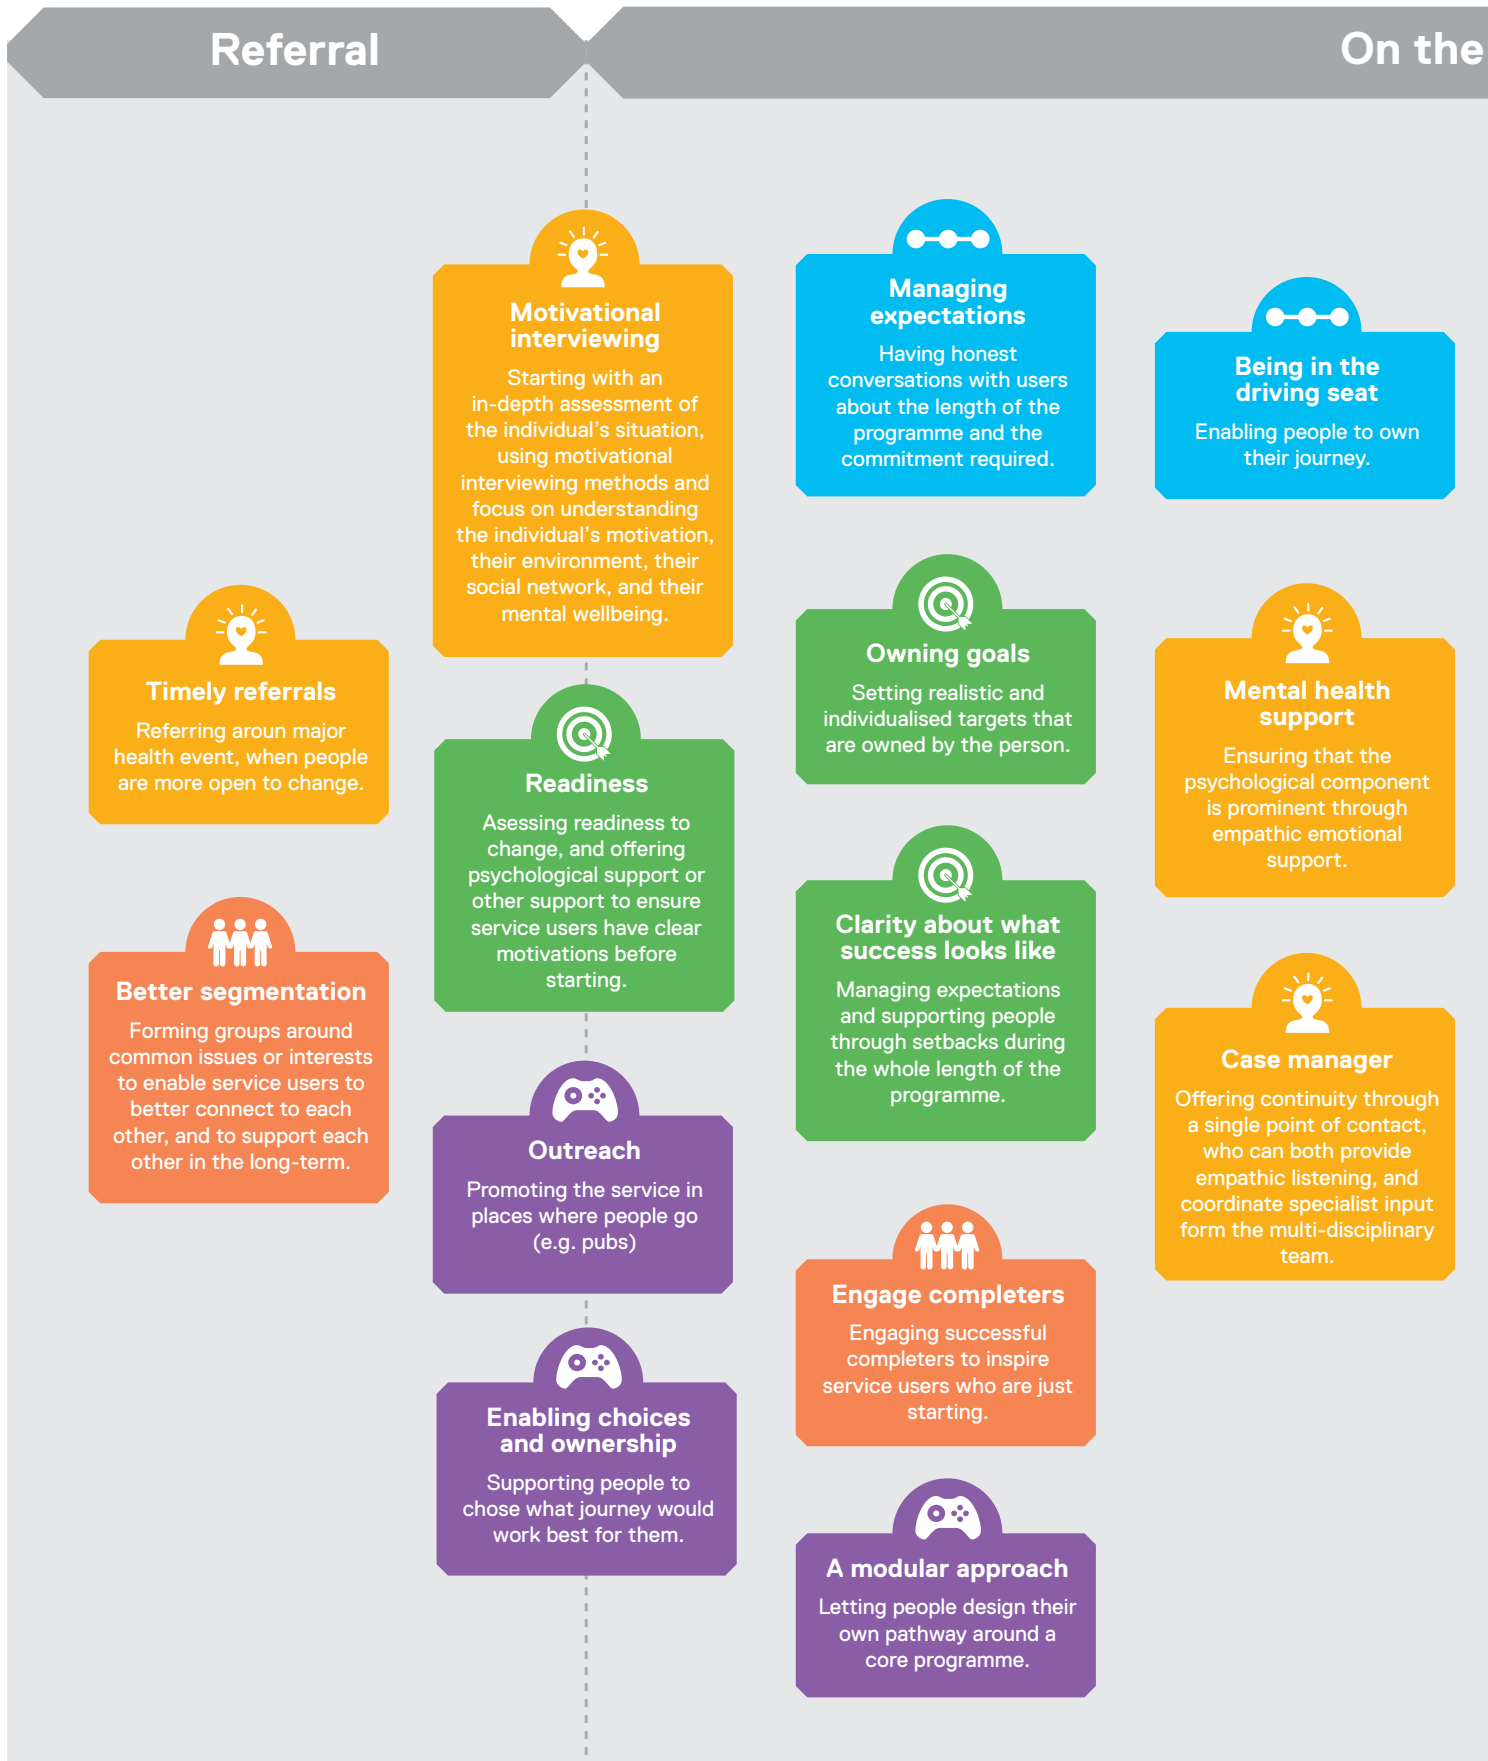 Referral
On the
Timely referrals
Referring aroun major
health event, when people
are more open to change.
Better segmentation
Forming groups around
common issues or interests
to enable service users to
better connect to each
other, and to support each
other in the long-term.
Motivational
interviewing
Starting with an
in-depth assessment of
the individual’s situation,
using motivational
interviewing methods and
focus on understanding
the individual’s motivation,
their environment, their
social network, and their
mental wellbeing.
Readiness
Asessing readiness to
change, and offering
psychological support or
other support to ensure
service users have clear
motivations before
starting.
Outreach
Promoting the service in
places where people go
(e.g. pubs)
Enabling choices
and ownership
Supporting people to
chose what journey would
work best for them.
Managing
expectations
Having honest
conversations with users
about the length of the
programme and the
commitment required.
Owning goals
Setting realistic and
individualised targets that
are owned by the person.
Clarity about what
success looks like
Managing expectations
and supporting people
through setbacks during
the whole length of the
programme.
Engage completers
Engaging successful
completers to inspire
service users who are just
starting.
A modular approach
Letting people design their
own pathway around a
core programme.
Being in the
driving seat
Enabling people to own
their journey.
Mental health
support
Ensuring that the
psychological component
is prominent through
empathic emotional
support.
Case manager
Offering continuity through
a single point of contact,
who can both provide
empathic listening, and
coordinate specialist input
form the multi-disciplinary
team.